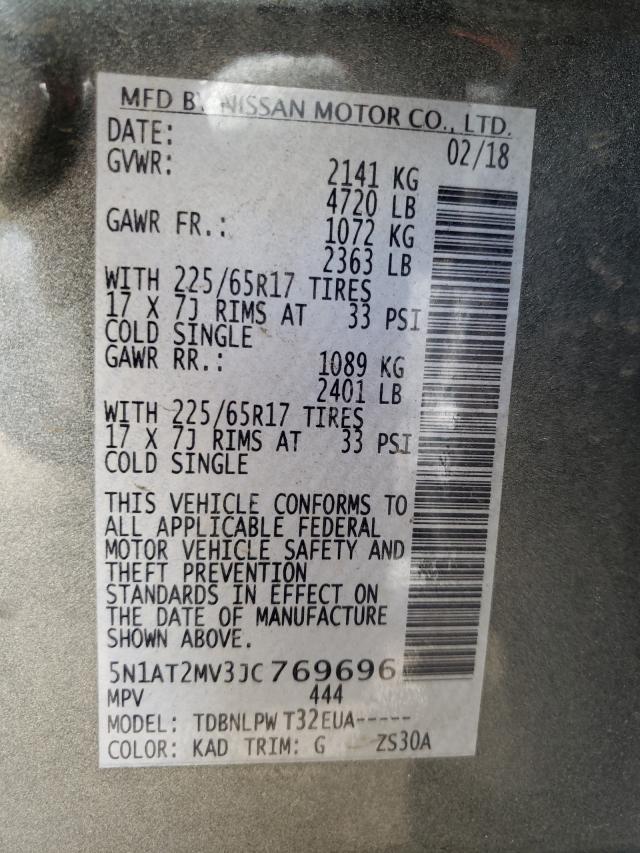 MFD BY NISSAN MOTOR CO., LTD.
DATE: 02/18
GVWR: 2141 KG
4720 LB
GAWR FR.: 1072 KG
2363 LB
WITH 225/65R17 TIRES
17 X 7J RIMS AT 33 PSI
COLD SINGLE
GAWR RR.: 1089 KG
2401 LB
WITH 225/65R17 TIRES
17 X 7J RIMS AT 33 PSI
COLD SINGLE
THIS VEHICLE CONFORMS TO
ALL APPLICABLE FEDERAL
MOTOR VEHICLE SAFETY AND
THEFT PREVENTION
STANDARDS IN EFFECT ON
THE DATE OF MANUFACTURE
SHOWN ABOVE.
5N1AT2MV3JC769696
MPV 444
MODEL: TDBNLPW T32EUA-----
COLOR: KAD TRIM: G ZS30A